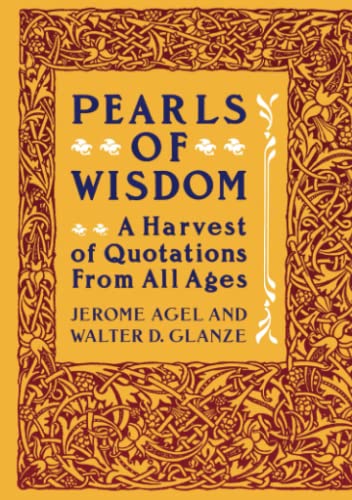 PEARLS
OF
WISDOM
A Harvest
of Quotations
From All Ages
JEROME AGEL AND
WALTER D. GLANZE